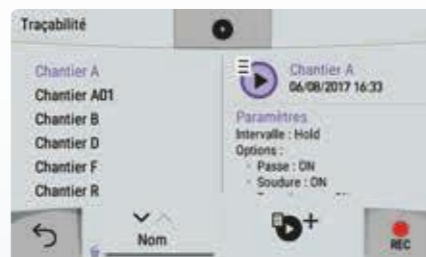 Traçabilité
Chantier A
Chantier A01
Chantier B
Chantier D
Chantier F
Chantier R
Chantier A
06/08/2017 16:33
Paramètres
Intervalle : Hold
Options :
- Passe : ON
- Soudure : ON
Nom
REC